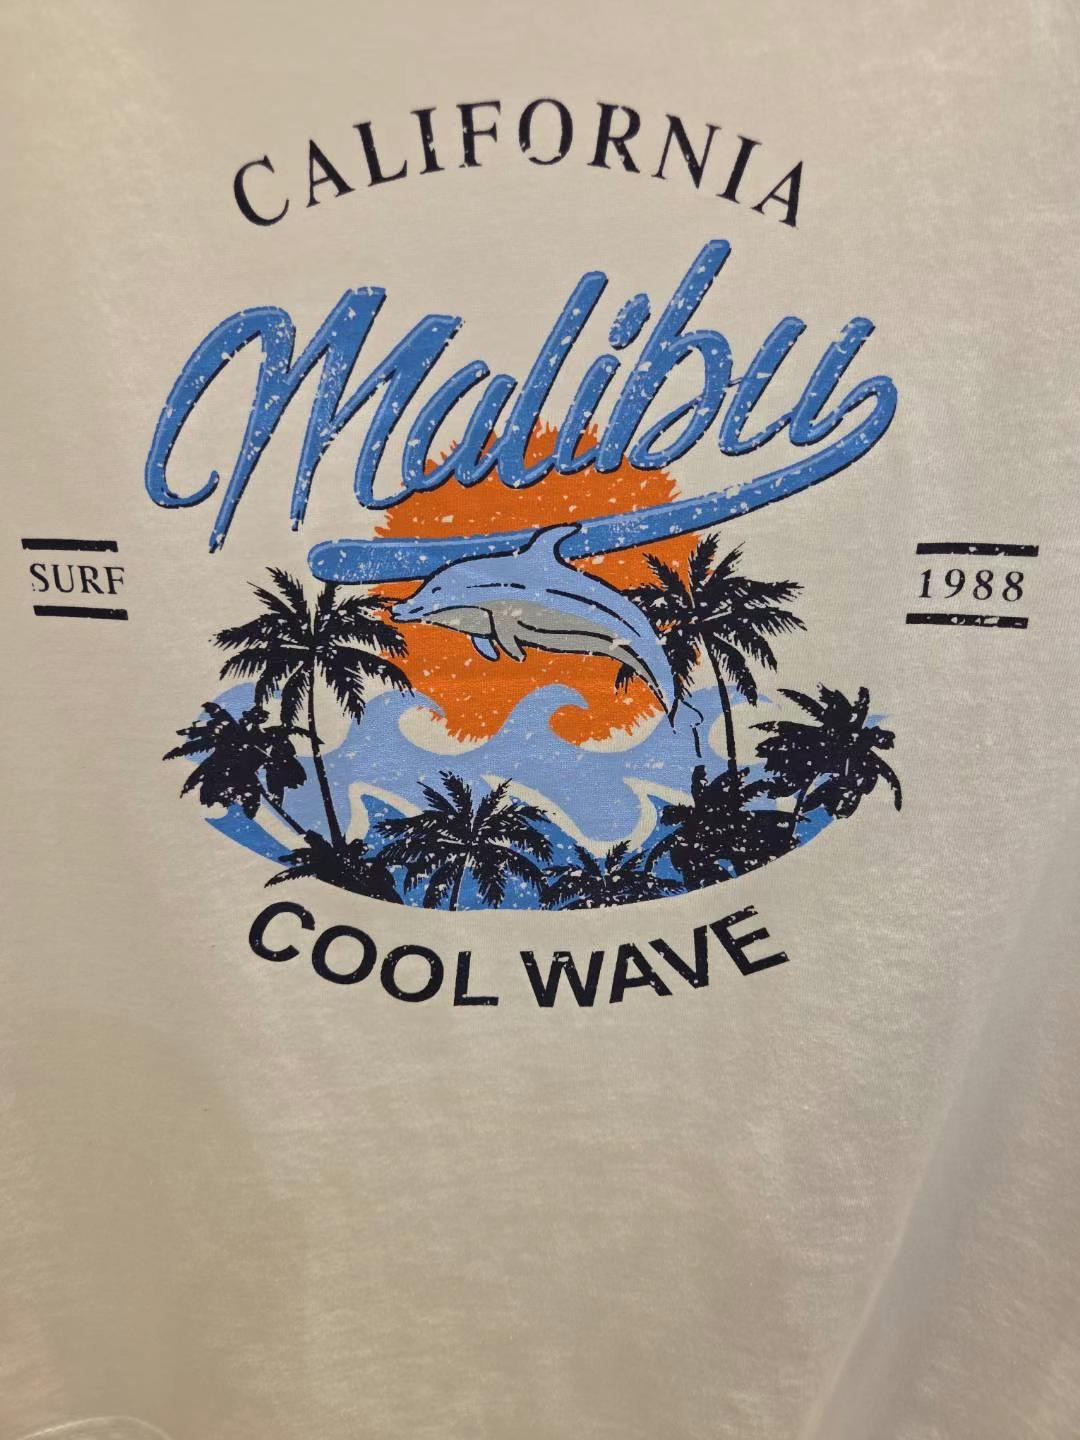 CALIFORNIA
Malibu
SURF
1988
COOL WAVE